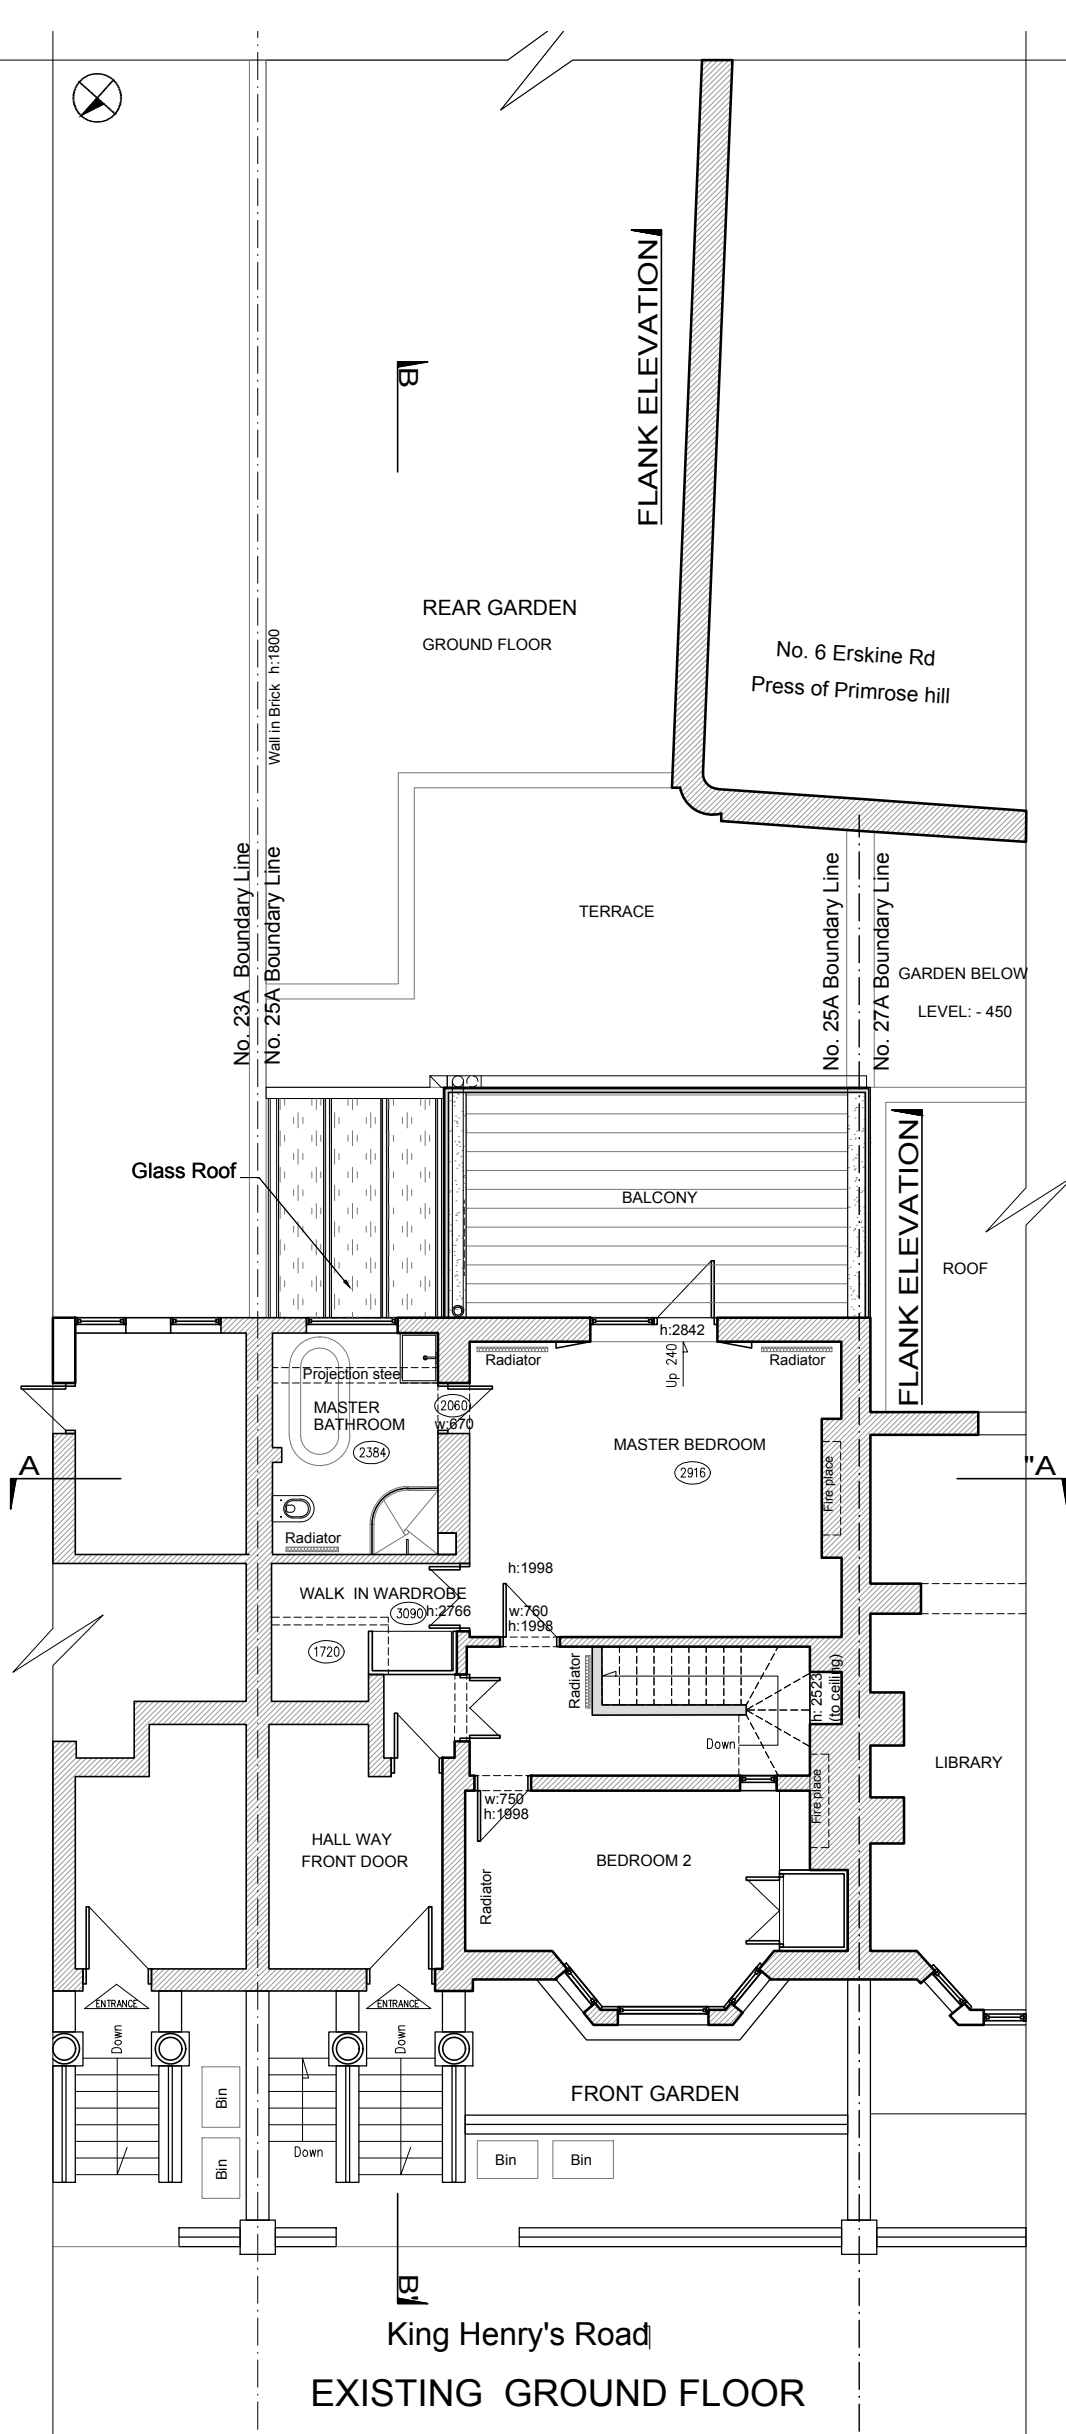 FLANK ELEVATION
B
REAR GARDEN
GROUND FLOOR
Wall in Brick h:1800
No. 6 Erskine Rd
Press of Primrose hill
No. 23A Boundary Line
No. 25A Boundary Line
TERRACE
No. 25A Boundary Line
No. 27A Boundary Line
GARDEN BELOW
LEVEL: - 450
Glass Roof
BALCONY
FLANK ELEVATION
ROOF
h:2842
Radiator
Up 240
Radiator
Projection steel
MASTER
BATHROOM
2384
2060
w:670
MASTER BEDROOM
2916
Fire place
A
"A
Radiator
h:1998
WALK IN WARDROBE
3090
h:2766
w:760
h:1998
1720
Radiator
h: 2523
(to ceiling)
Down
LIBRARY
Fire place
w:750
h:1998
HALL WAY
FRONT DOOR
BEDROOM 2
Radiator
ENTRANCE
ENTRANCE
Down
Down
Bin
Bin
Down
FRONT GARDEN
Bin
Bin
B'
King Henry's Road
EXISTING GROUND FLOOR